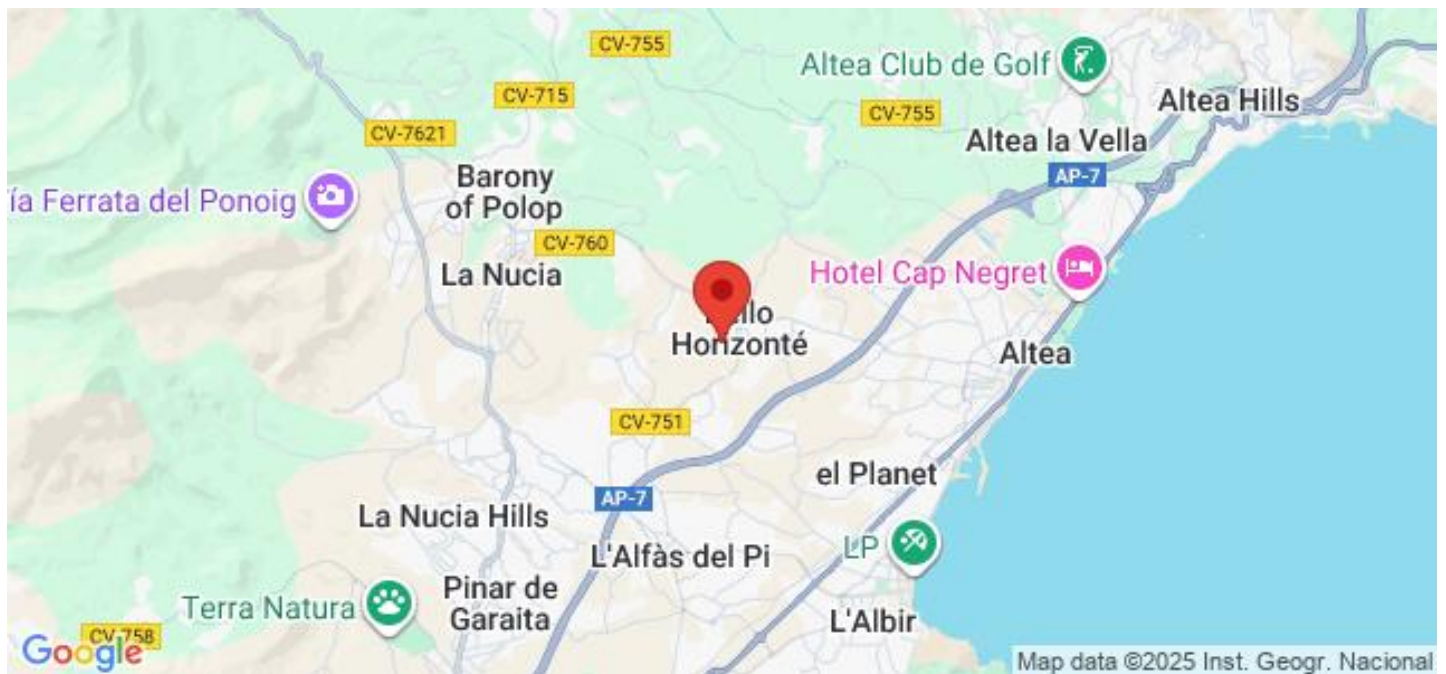 CV-755
Altea Club de Golf
CV-715
Altea Hills
CV-755
CV-7621
Altea la Vella
AP-7
Barony
of Polop
ía Ferrata del Ponoig
CV-760
La Nucia
Hotel Cap Negret
Horizonté
Altea
CV-751
el Planet
AP-7
La Nucia Hills
LP
L'Alfàs del Pi
Pinar de
Garaita
Terra Natura
L'Albir
CV-758
Google
Map data ©2025 Inst. Geogr. Nacional